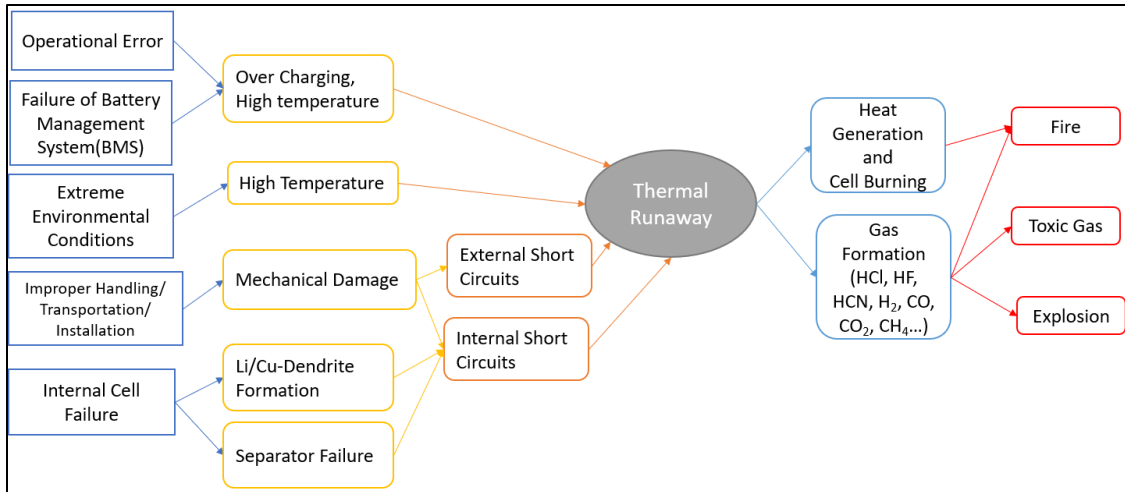 Operational Error
Failure of Battery
Management
System(BMS)
Extreme
Environmental
Conditions
Improper Handling/
Transportation/
Installation
Internal Cell
Failure
Over Charging,
High temperature
High Temperature
Mechanical Damage
Li/Cu-Dendrite
Formation
Separator Failure
External Short
Circuits
Internal Short
Circuits
Thermal
Runaway
Heat
Generation
and
Cell Burning
Gas
Formation
(HCl, HF,
HCN, H₂, CO,
CO₂, CH₄...)
Fire
Toxic Gas
Explosion